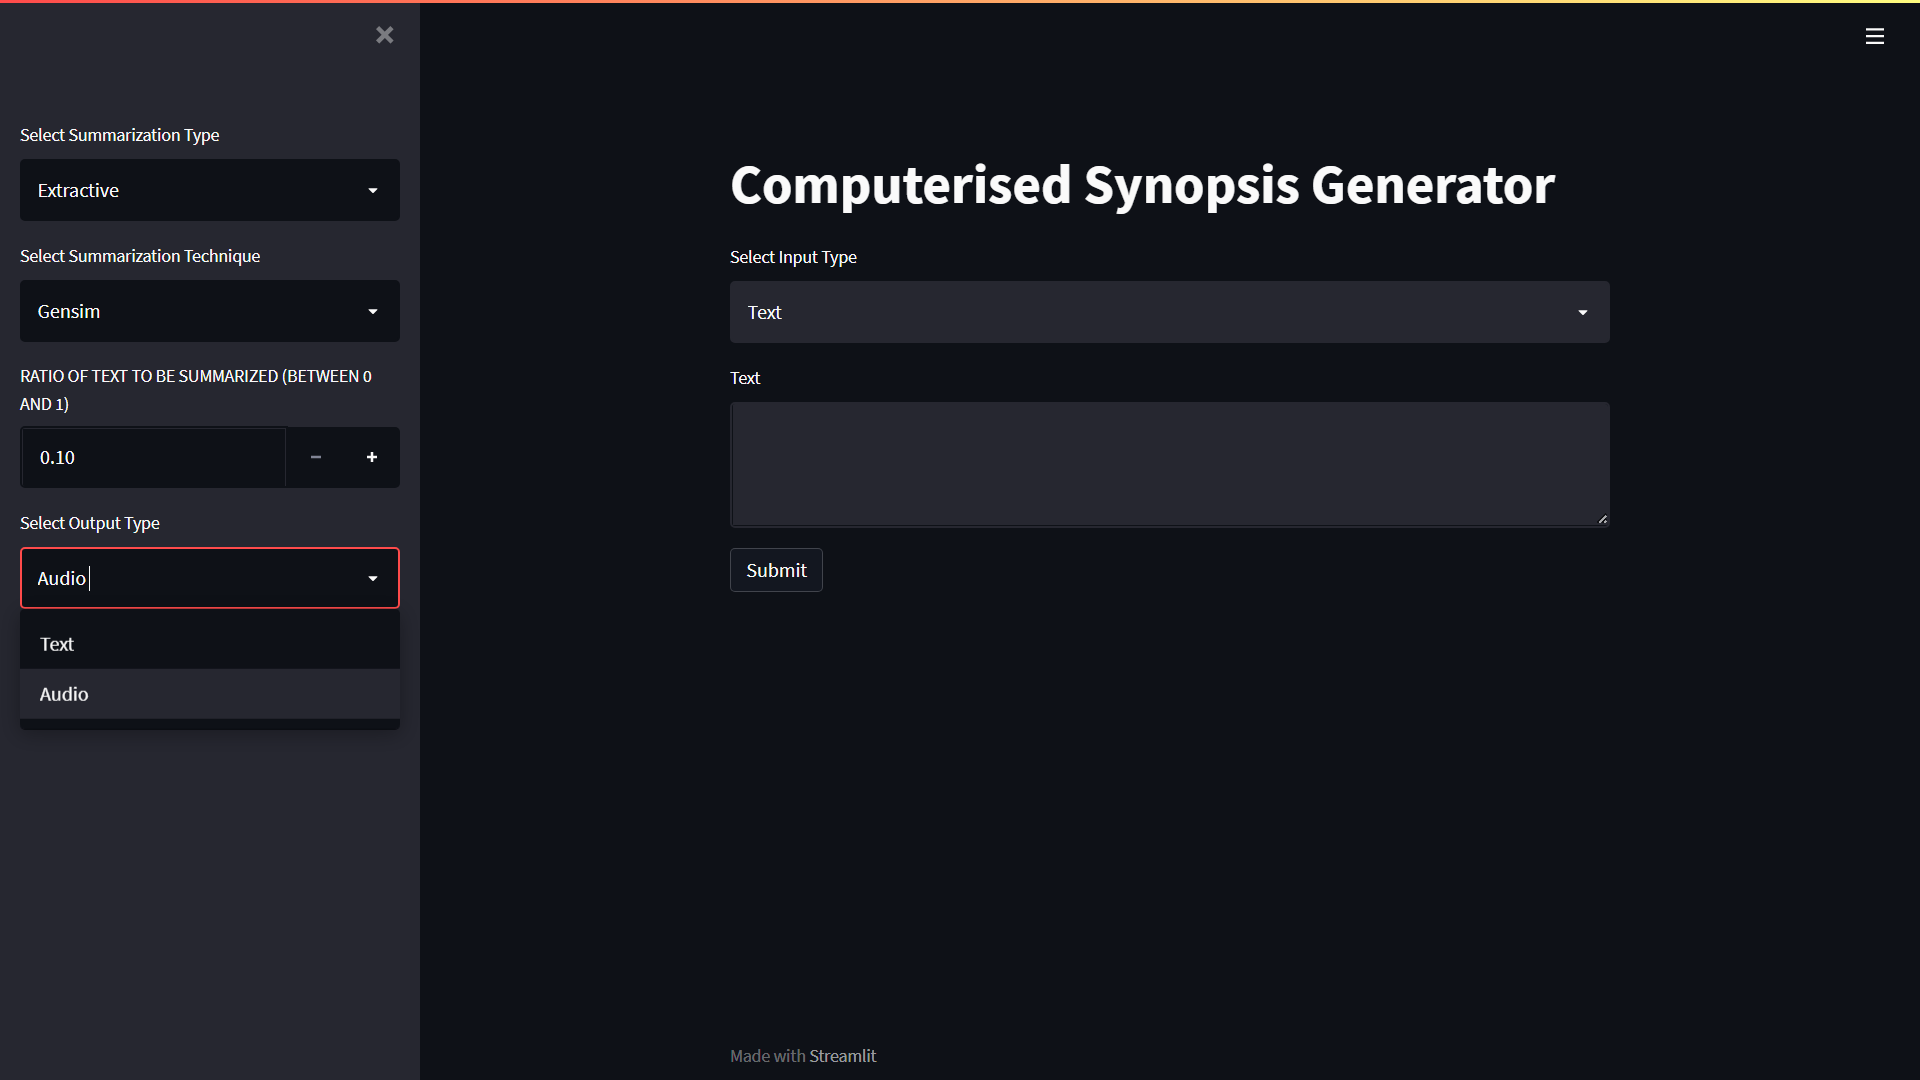 Select Summarization Type
Extractive
Select Summarization Technique
Gensim
RATIO OF TEXT TO BE SUMMARIZED (BETWEEN 0
AND 1)
0.10
Select Output Type
Audio
Text
Audio
Computerised Synopsis Generator
Select Input Type
Text
Text
Submit
Made with Streamlit